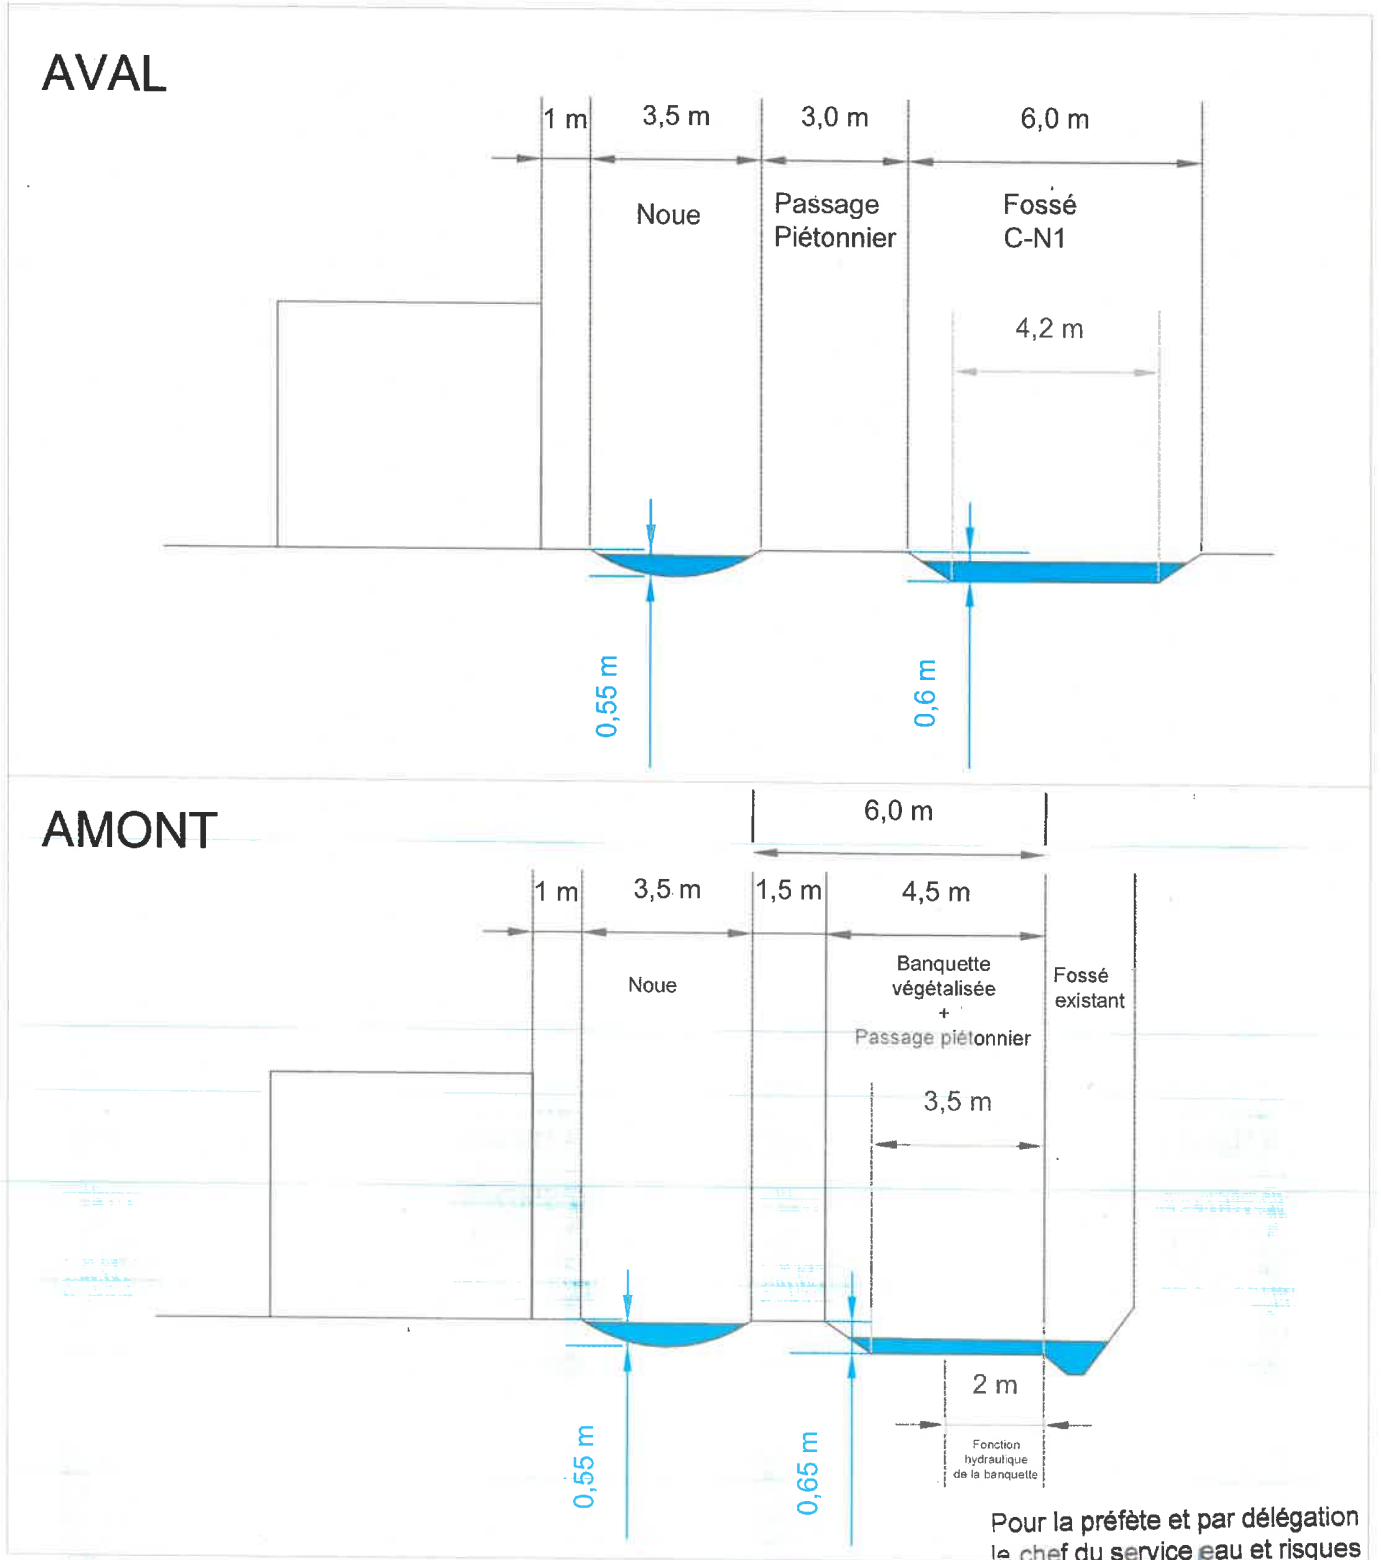 AVAL
1 m
3,5 m
3,0 m
6,0 m
Noue
Passage
Piétonnier
Fossé
C-N1
4,2 m
0,55 m
0,6 m
AMONT
6,0 m
1 m
3,5 m
1,5 m
4,5 m
Noue
Banquette
végétalisée
+
Passage piétonnier
Fossé
existant
3,5 m
2 m
Fonction
hydraulique
de la banquette
0,55 m
0,65 m
Pour la préfète et par délégation
le chef du service eau et risques